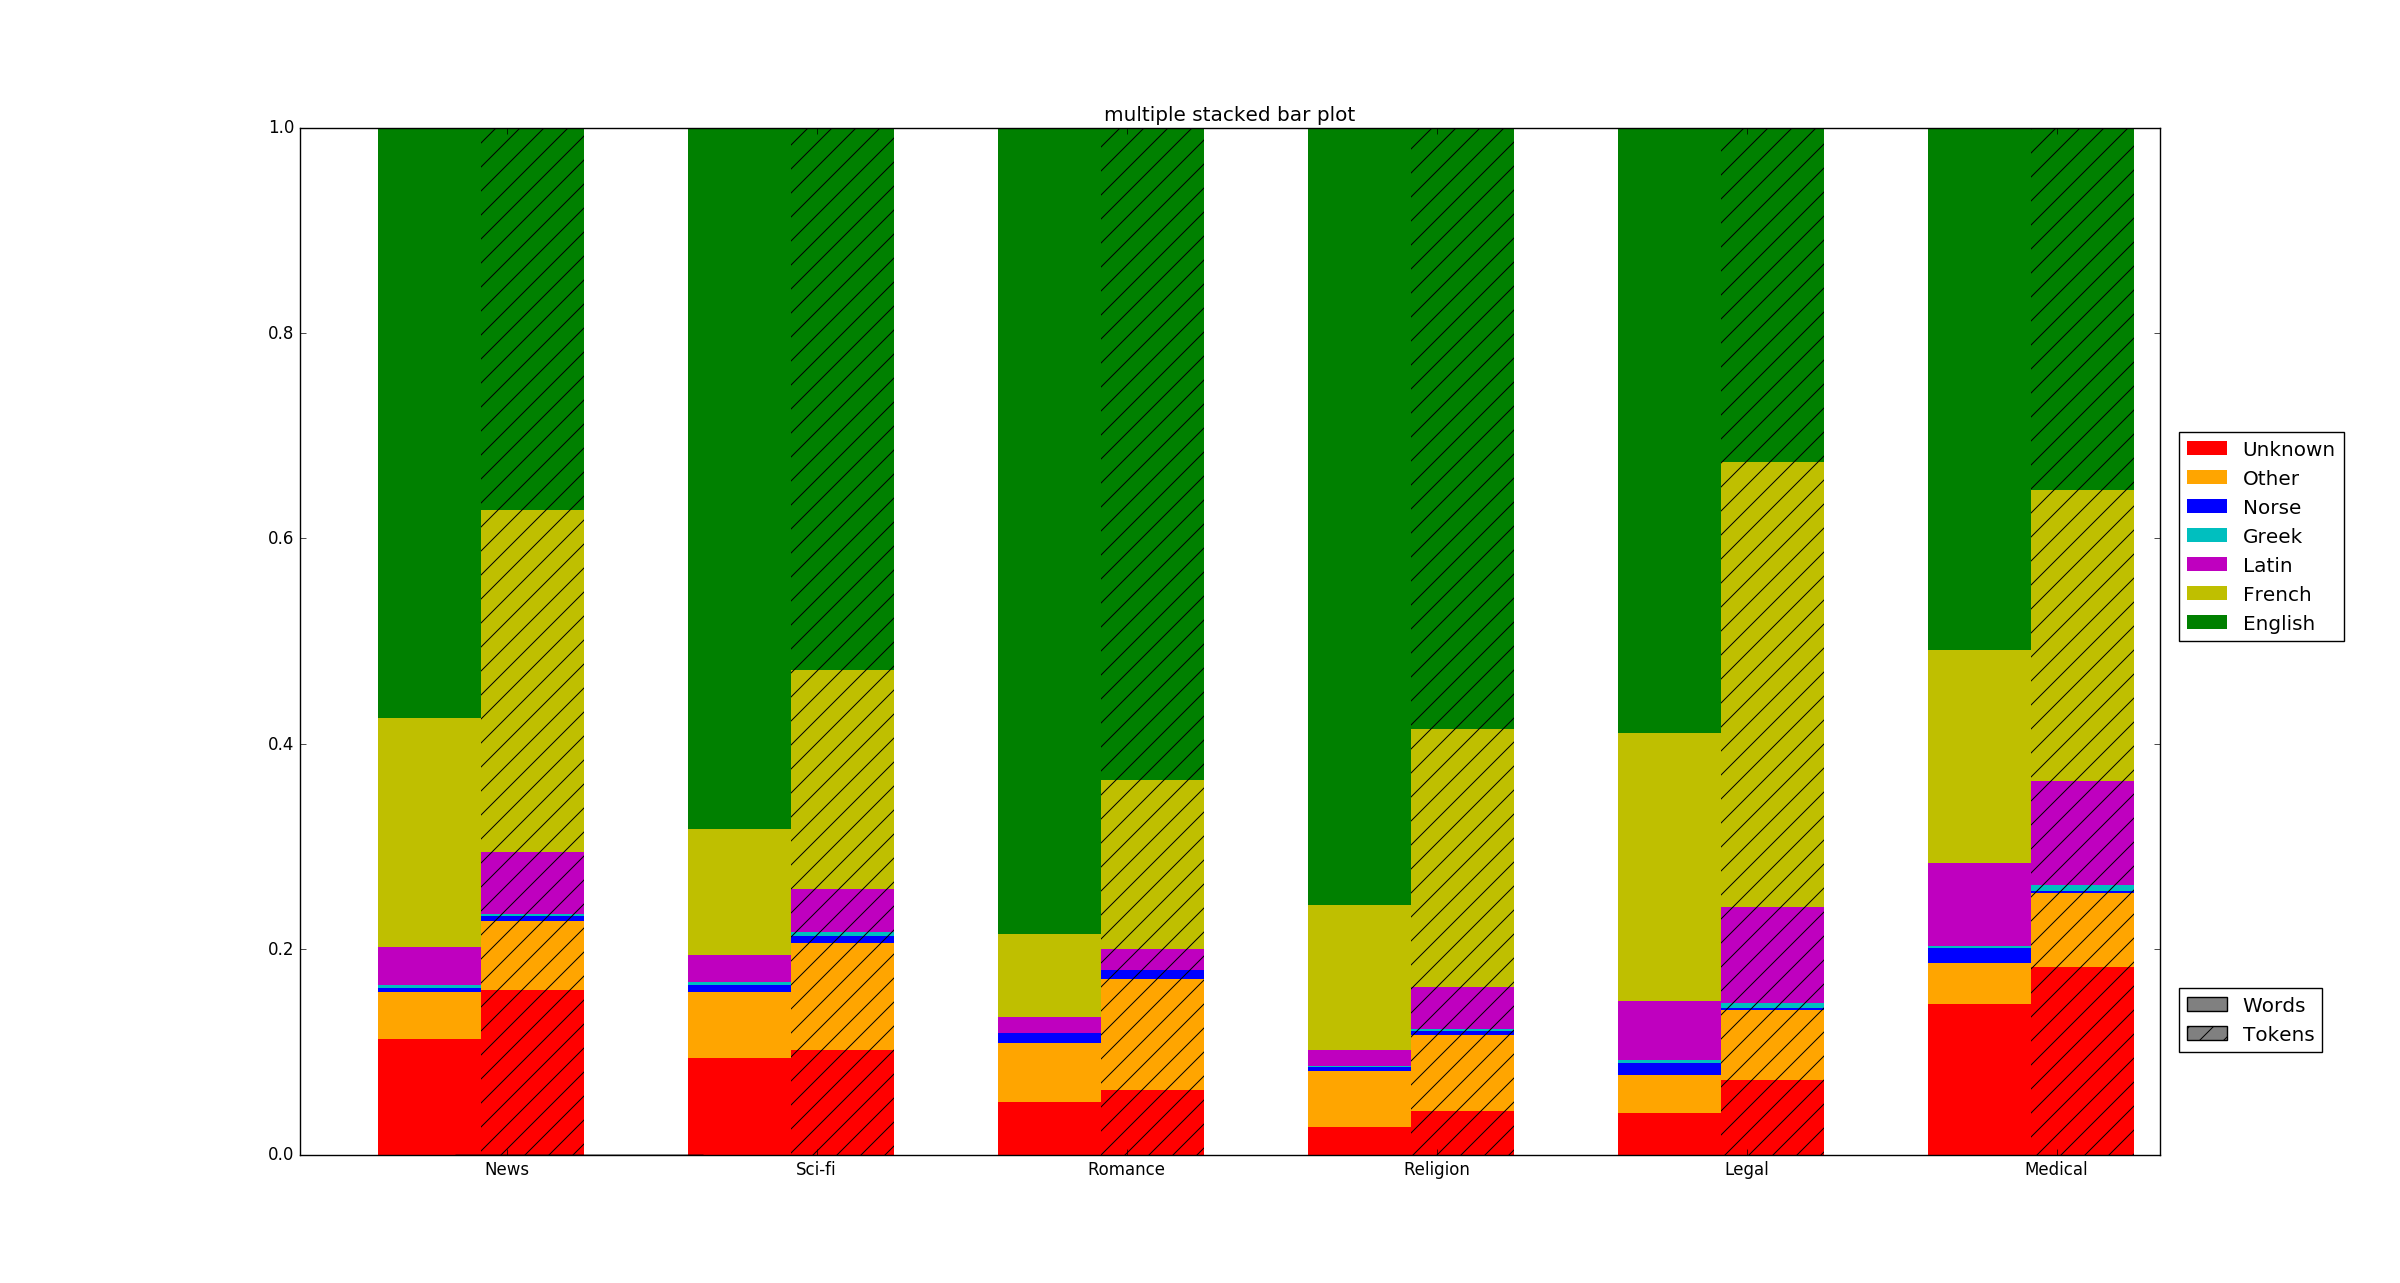 multiple stacked bar plot
1.0
0.8
0.6
0.4
0.2
0.0
News Sci-fi Romance Religion Legal Medical
Unknown
Other
Norse
Greek
Latin
French
English
Words
Tokens